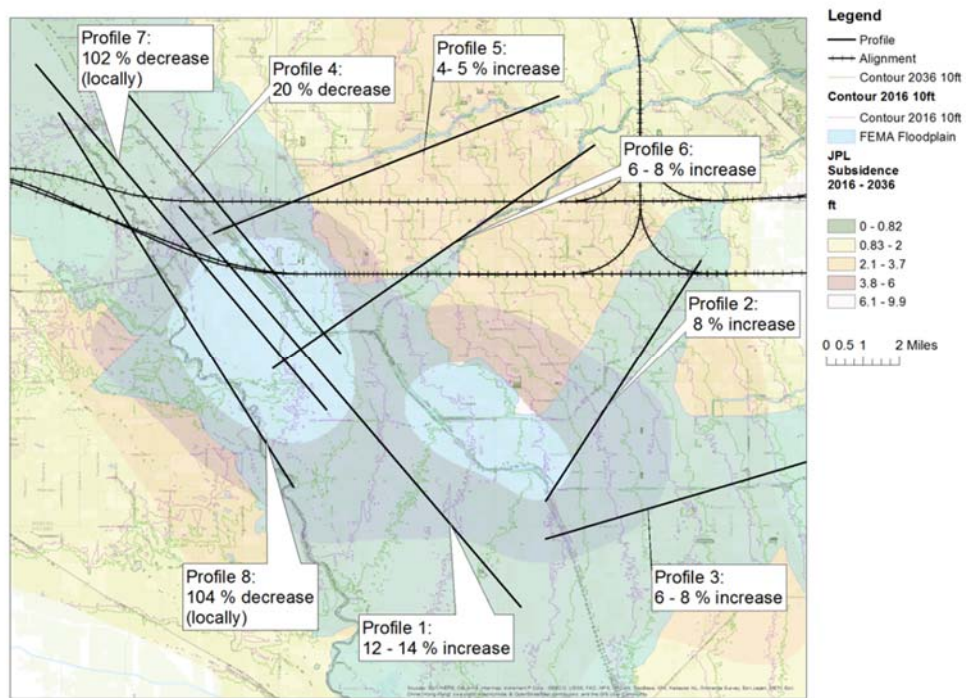 Profile 7:
102 % decrease
(locally)
Profile 4:
20 % decrease
Profile 5:
4- 5 % increase
Profile 6:
6 - 8 % increase
Profile 2:
8 % increase
Profile 8:
104 % decrease
(locally)
Profile 1:
12 - 14 % increase
Profile 3:
6 - 8 % increase
Legend
Profile
Alignment
Contour 2036 10ft
Contour 2016 10ft
Contour 2016 10ft
FEMA Floodplain
JPL
Subsidence
2016 - 2036
ft
0 - 0.82
0.83 - 2
2.1 - 3.7
3.8 - 6
6.1 - 9.9
0 0.5 1 2 Miles